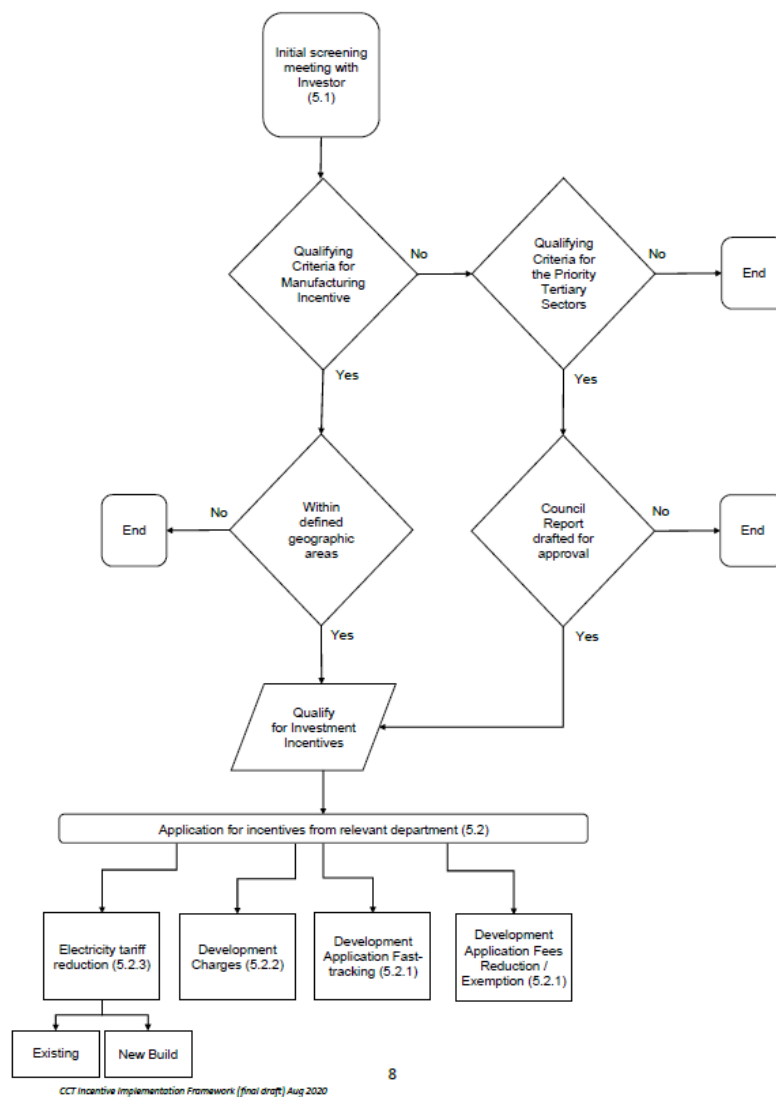 Initial screening
meeting with
Investor
(5.1)
Qualifying
Criteria for
Manufacturing
Incentive
No
Qualifying
Criteria for
the Priority
Tertiary
Sectors
No
End
Yes
Yes
End
No
Within
defined
geographic
areas
Council
Report
drafted for
approval
No
End
Yes
Yes
Qualify
for Investment
Incentives
Application for incentives from relevant department (5.2)
Electricity tariff
reduction (5.2.3)
Development
Charges (5.2.2)
Development
Application Fast-
tracking (5.2.1)
Development
Application Fees
Reduction /
Exemption (5.2.1)
Existing
New Build
8
CCT Incentive Implementation Framework (final draft) Aug 2020